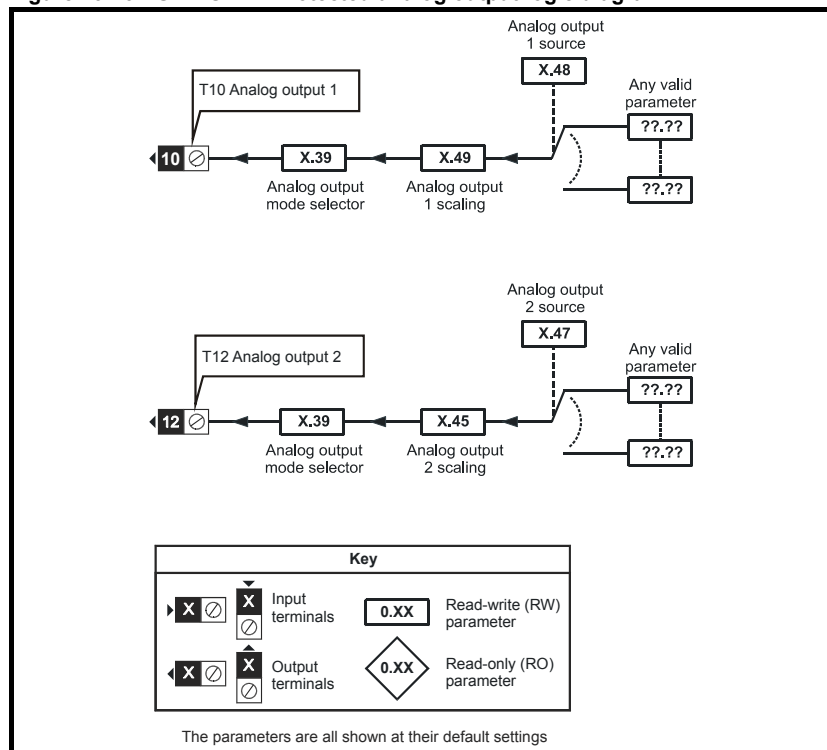 Analog output
1 source
X.48
T10 Analog output 1
Any valid
parameter
??.??
10
X.39
X.49
Analog output
mode selector
Analog output
1 scaling
??.??
Analog output
2 source
X.47
T12 Analog output 2
Any valid
parameter
??.??
12
X.39
X.45
Analog output
mode selector
Analog output
2 scaling
??.??
Key
X
X
Input
terminals
0.XX
Read-write (RW)
parameter
X
X
Output
terminals
0.XX
Read-only (RO)
parameter
The parameters are all shown at their default settings